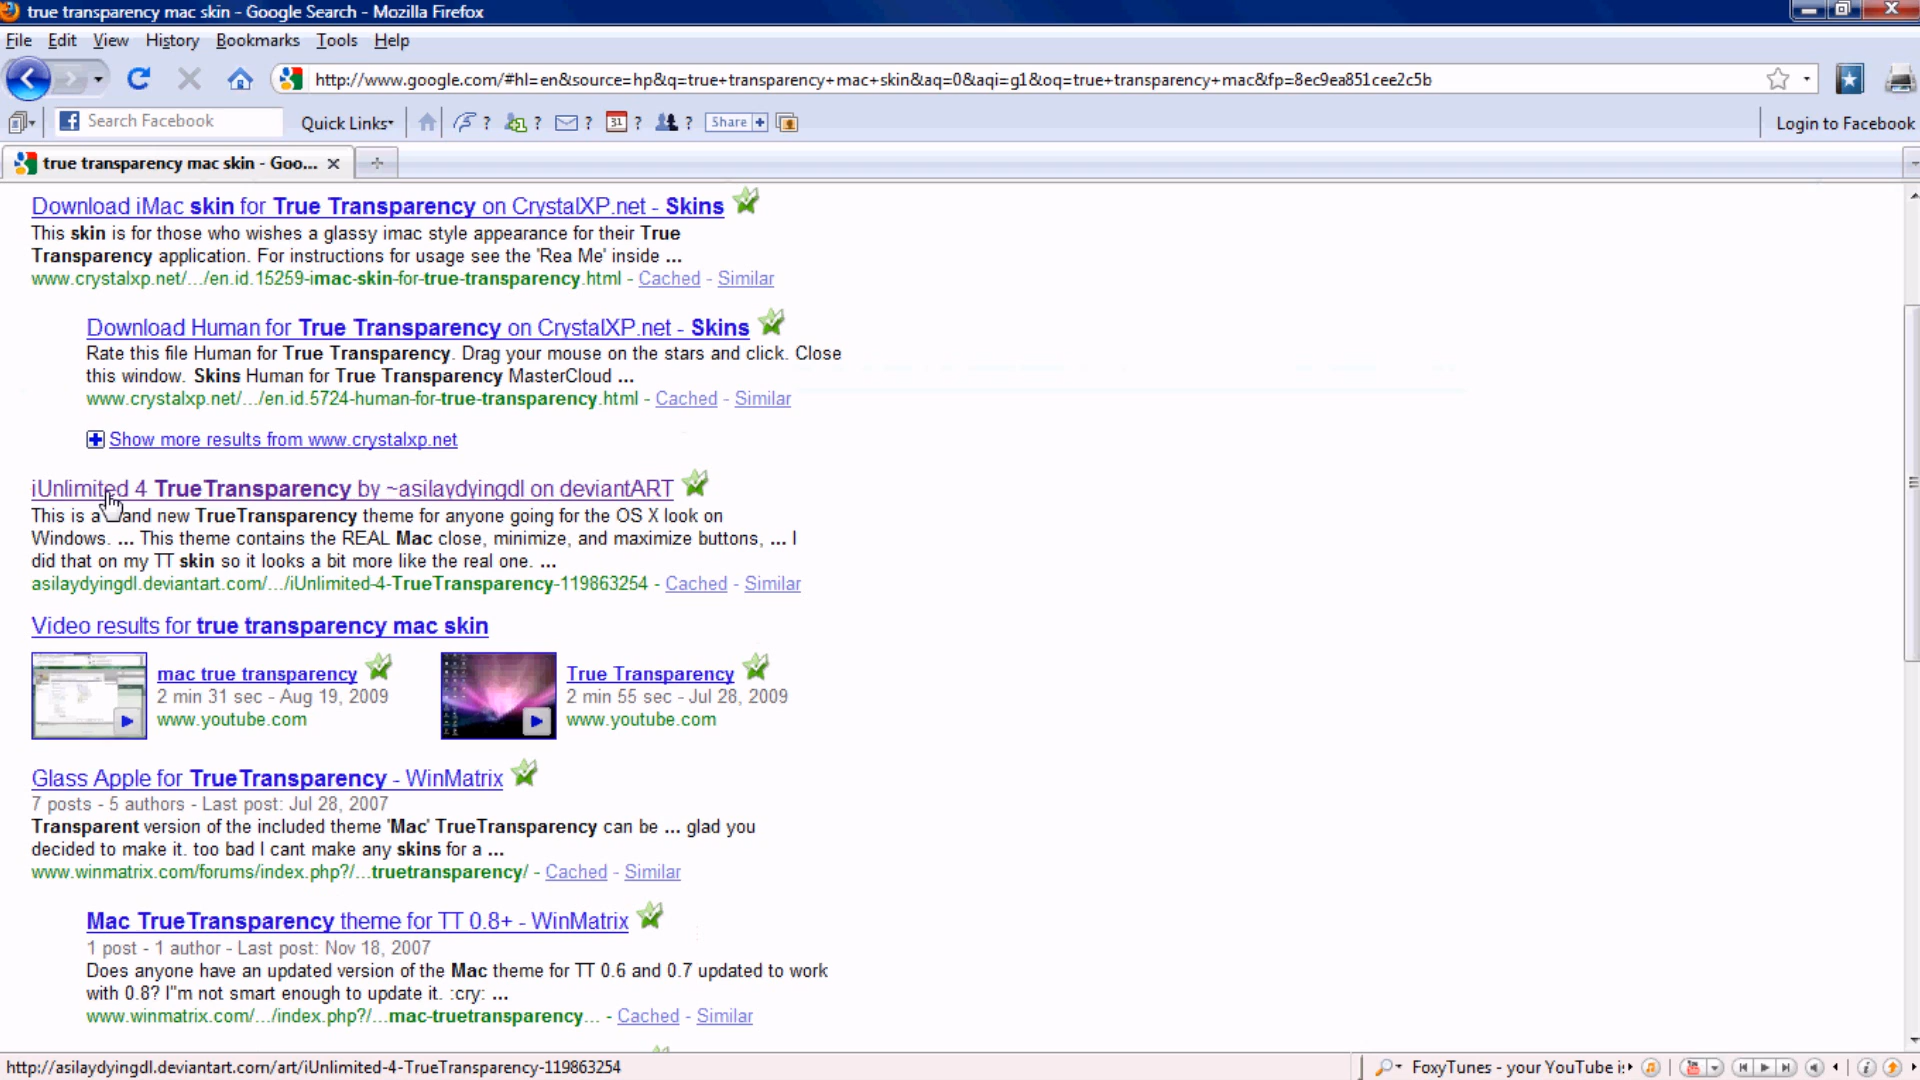 true transparency mac skin - Google Search - Mozilla Firefox
File Edit View History Bookmarks Tools Help
http://www.google.com/#hl=en&source=hp&q=true+transparency+mac+skin&aq=0&aqi=g1&oq=true+transparency+mac&fp=8ec9ea851cee2c5b
Search Facebook Quick Links ? ? ? 31 ? ? Share + Login to Facebook
true transparency mac skin - Goo...
Download iMac skin for True Transparency on CrystalXP.net - Skins
This skin is for those who wishes a glassy imac style appearance for their True
Transparency application. For instructions for usage see the 'Rea Me' inside ...
www.crystalxp.net/.../en.id.15259-imac-skin-for-true-transparency.html - Cached - Similar
Download Human for True Transparency on CrystalXP.net - Skins
Rate this file Human for True Transparency. Drag your mouse on the stars and click. Close
this window. Skins Human for True Transparency MasterCloud ...
www.crystalxp.net/.../en.id.5724-human-for-true-transparency.html - Cached - Similar
Show more results from www.crystalxp.net
iUnlimited 4 TrueTransparency by ~asilaydyingdl on deviantART
This is a brand new TrueTransparency theme for anyone going for the OS X look on
Windows. ... This theme contains the REAL Mac close, minimize, and maximize buttons, ... I
did that on my TT skin so it looks a bit more like the real one. ...
asilaydyingdl.deviantart.com/.../iUnlimited-4-TrueTransparency-119863254 - Cached - Similar
Video results for true transparency mac skin
mac true transparency
2 min 31 sec - Aug 19, 2009
www.youtube.com
True Transparency
2 min 55 sec - Jul 28, 2009
www.youtube.com
Glass Apple for TrueTransparency - WinMatrix
7 posts - 5 authors - Last post: Jul 28, 2007
Transparent version of the included theme 'Mac' TrueTransparency can be ... glad you
decided to make it. too bad I cant make any skins for a ...
www.winmatrix.com/forums/index.php?/...truetransparency/ - Cached - Similar
Mac TrueTransparency theme for TT 0.8+ - WinMatrix
1 post - 1 author - Last post: Nov 18, 2007
Does anyone have an updated version of the Mac theme for TT 0.6 and 0.7 updated to work
with 0.8? I"m not smart enough to update it. :cry: ...
www.winmatrix.com/.../index.php?/...mac-truetransparency... - Cached - Similar
http://asilaydyingdl.deviantart.com/art/iUnlimited-4-TrueTransparency-119863254
FoxyTunes - your YouTube i